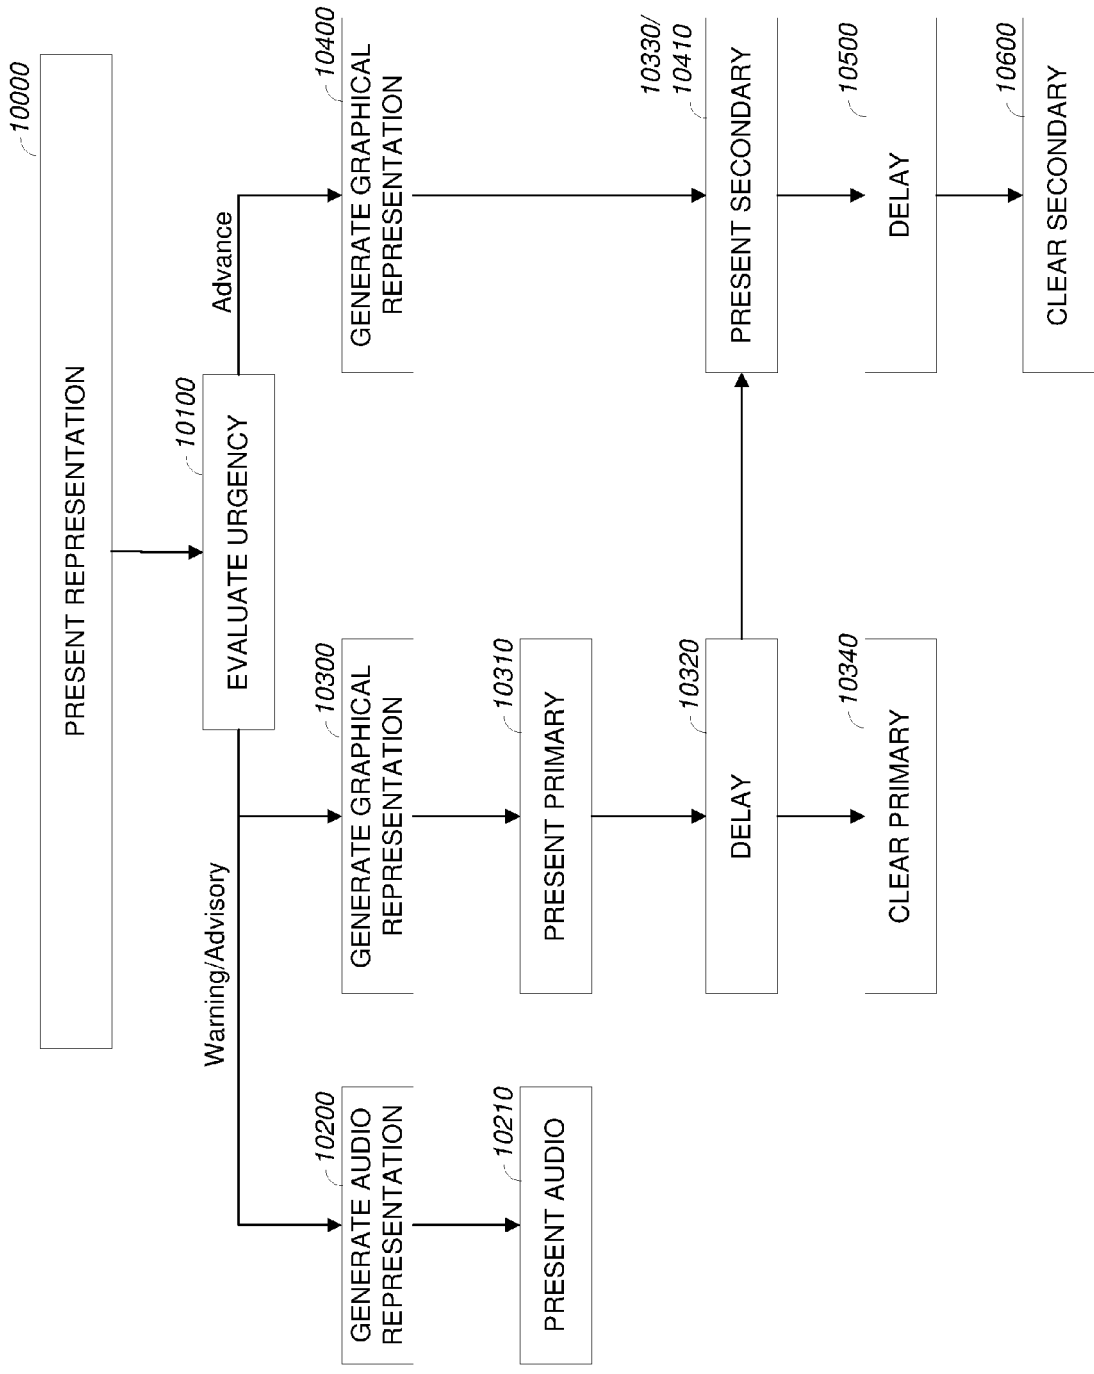 10000
PRESENT REPRESENTATION
10100
EVALUATE URGENCY
Warning/Advisory
Advance
10200
GENERATE AUDIO
REPRESENTATION
10300
GENERATE GRAPHICAL
REPRESENTATION
10400
GENERATE GRAPHICAL
REPRESENTATION
10210
PRESENT AUDIO
10310
PRESENT PRIMARY
10320
DELAY
10330/
10410
PRESENT SECONDARY
10340
CLEAR PRIMARY
10500
DELAY
10600
CLEAR SECONDARY